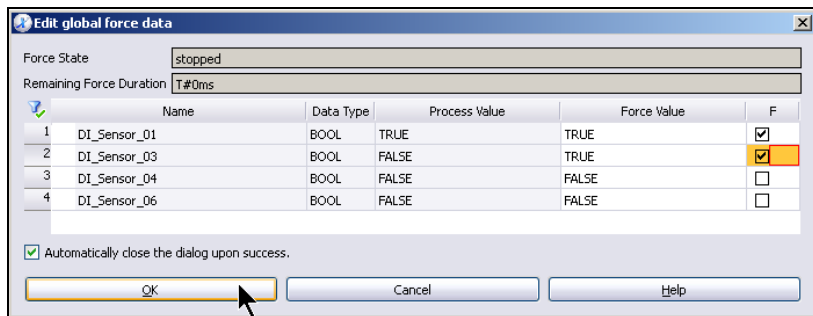 Edit global force data
Force State stopped
Remaining Force Duration T#0ms
Name Data Type Process Value Force Value F
1 DI_Sensor_01 BOOL TRUE TRUE
2 DI_Sensor_03 BOOL FALSE TRUE
3 DI_Sensor_04 BOOL FALSE FALSE
4 DI_Sensor_06 BOOL FALSE FALSE
Automatically close the dialog upon success.
OK Cancel Help